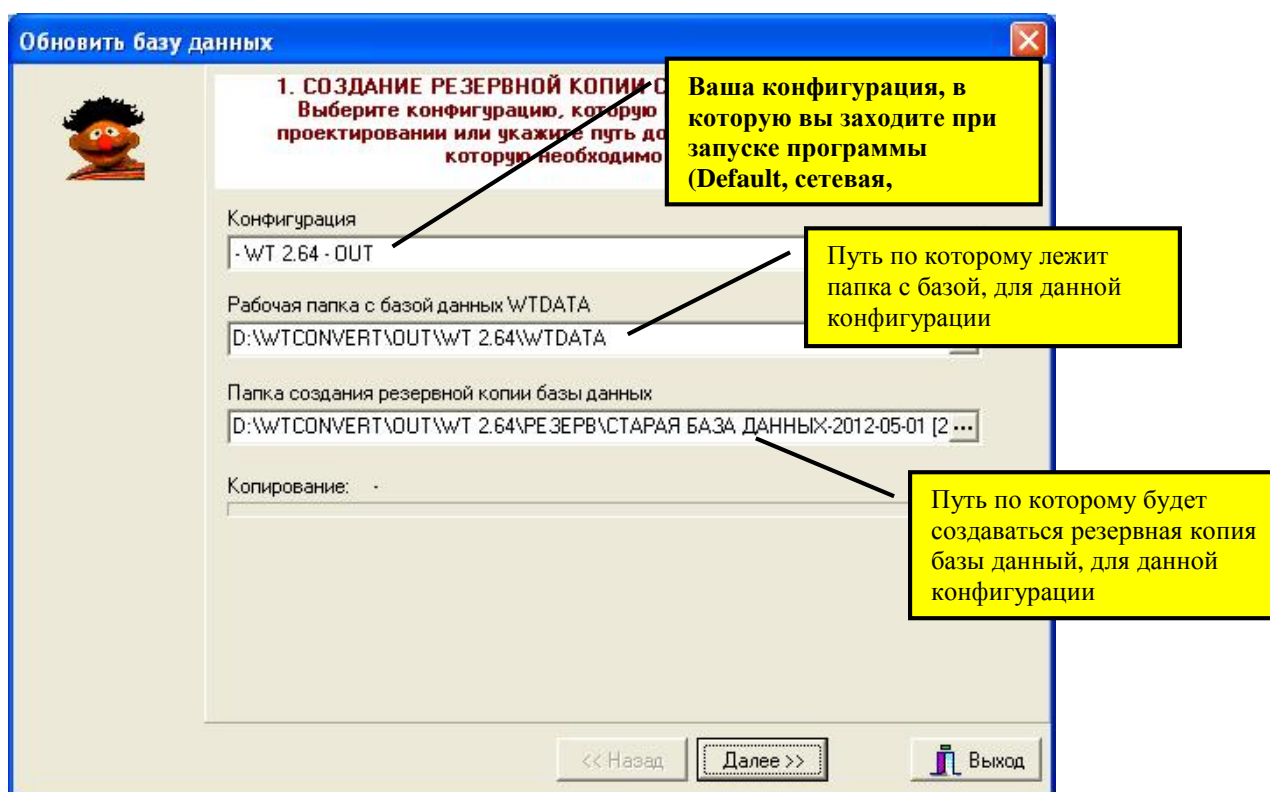 Обновить базу данных
1. СОЗДАНИЕ РЕЗЕРВНОЙ КОПИИ С
Выберите конфигурацию, которую
проектировании или укажите путь до
которую необходимо
Ваша конфигурация, в
которую вы заходите при
запуске программы
(Default, сетевая,
Конфигурация
- WT 2.64 - OUT
Путь по которому лежит
папка с базой, для данной
конфигурации
Рабочая папка с базой данных WTDATA
D:\WTCONVERT\OUT\WT 2.64\WTDATA
Папка создания резервной копии базы данных
D:\WTCONVERT\OUT\WT 2.64\РЕЗЕРВ\СТАРАЯ БАЗА ДАННЫХ-2012-05-01 [2 ...
Копирование: -
Путь по которому будет
создаваться резервная копия
базы данный, для данной
конфигурации
<< Назад
Далее >>
Выход